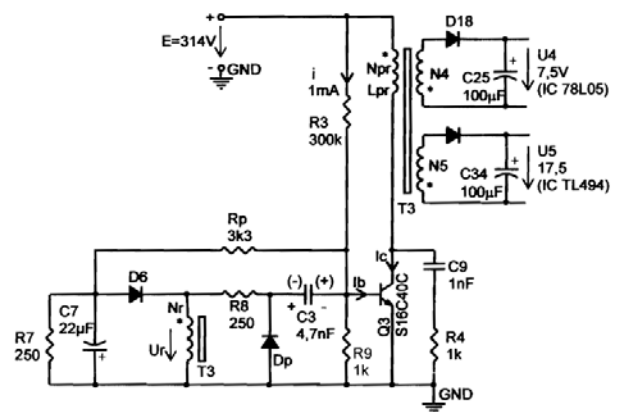 +
E=314V
-
GND
i
1mA
R3
300k
Npr
Lpr
T3
D18
N4
C25
100µF
+
U4
7,5V
(IC 78L05)
N5
C34
100µF
+
U5
17,5
(IC TL494)
Rp
3k3
D6
Nr
Ur
T3
R8
250
(-) (+)
+ -
C3
4,7nF
Ib
Ic
Q3
S16C40C
C9
1nF
R4
1k
C7
22µF
+
R7
250
Dp
R9
1k
GND